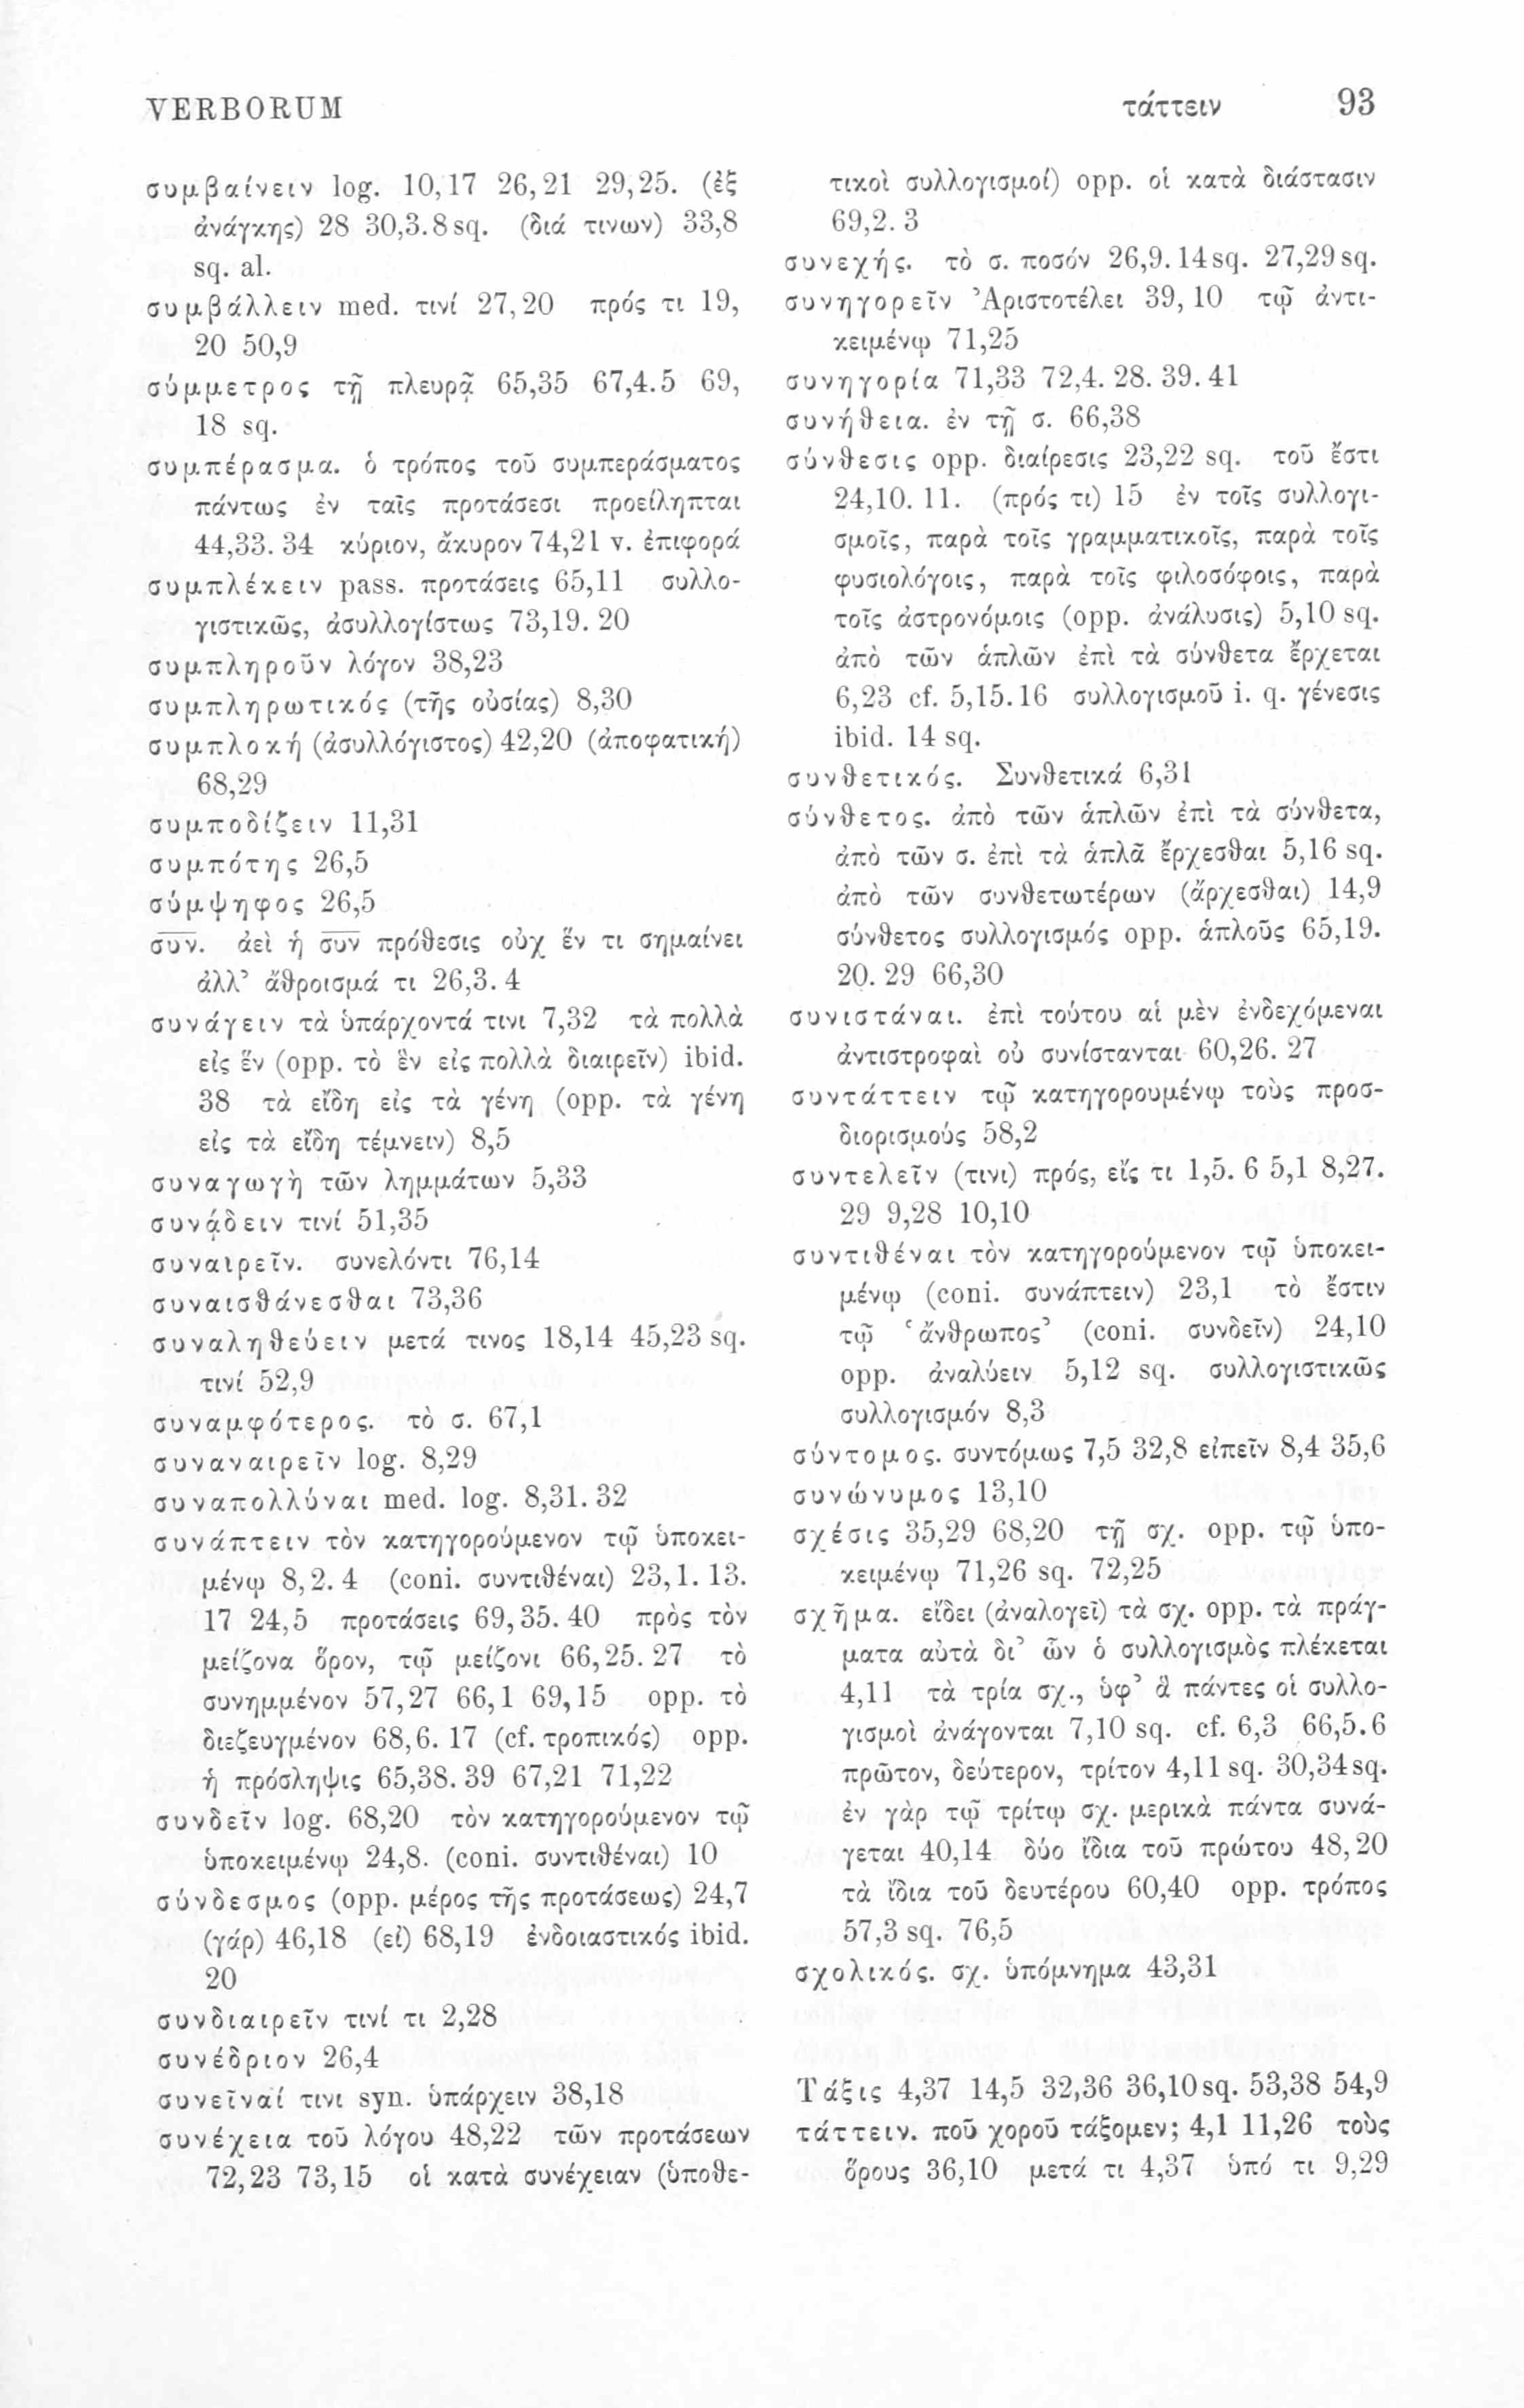 VERBORUM τάττειν 93
συμβαίνειν log. 10,17 26,21 29,25. (ἐξ
ἀνάγκης) 28 30,3.8 sq. (διά τινων) 33,8
sq. al.
συμβάλλειν med. τινί 27,20 πρός τι 19,
20 50,9
σύμμετρος τῇ πλευρᾷ 65,35 67,4.5 69,
18 sq.
συμπέρασμα. ὁ τρόπος τοῦ συμπεράσματος
πάντως ἐν ταῖς προτάσεσι προείληπται
44,33. 34 κύριον, ἄκυρον 74,21 v. ἐπιφορά
συμπλέκειν pass. προτάσεις 65,11 συλλο-
γιστικῶς, ἀσυλλογίστως 73,19. 20
συμπληροῦν λόγον 38,23
συμπληρωτικός (τῆς οὐσίας) 8,30
συμπλοκή (ἀσυλλόγιστος) 42,20 (ἀποφατική)
68,29
συμποδίζειν 11,31
συμπότης 26,5
σύμψηφος 26,5
συν. ἀεὶ ἡ συν πρόθεσις οὐχ ἕν τι σημαίνει
ἀλλ’ ἄθροισμά τι 26,3. 4
συνάγειν τὰ ὑπάρχοντά τινι 7,32 τὰ πολλὰ
εἰς ἕν (opp. τὸ ἓν εἰς πολλὰ διαιρεῖν) ibid.
38 τὰ εἴδη εἰς τὰ γένη (opp. τὰ γένη
εἰς τὰ εἴδη τέμνειν) 8,5
συναγωγὴ τῶν λημμάτων 5,33
συνᾴδειν τινί 51,35
συναιρεῖν. συνελόντι 76,14
συναισθάνεσθαι 73,36
συναληθεύειν μετά τινος 18,14 45,23 sq.
τινί 52,9
συναμφότερος. τὸ σ. 67,1
συναναιρεῖν log. 8,29
συναπολλύναι med. log. 8,31. 32
συνάπτειν τὸν κατηγορούμενον τῷ ὑποκει-
μένῳ 8,2. 4 (coni. συντιθέναι) 23,1. 13.
17 24,5 προτάσεις 69,35. 40 πρὸς τὸν
μείζονα ὅρον, τῷ μείζονι 66,25. 27 τὸ
συνημμένον 57,27 66,1 69,15 opp. τὸ
διεζευγμένον 68,6. 17 (cf. τροπικός) opp.
ἡ πρόσληψις 65,38. 39 67,21 71,22
συνδεῖν log. 68,20 τὸν κατηγορούμενον τῷ
ὑποκειμένῳ 24,8. (coni. συντιθέναι) 10
σύνδεσμος (opp. μέρος τῆς προτάσεως) 24,7
(γάρ) 46,18 (εἰ) 68,19 ἐνδοιαστικός ibid.
20
συνδιαιρεῖν τινί τι 2,28
συνέδριον 26,4
συνεῖναί τινι syn. ὑπάρχειν 38,18
συνέχεια τοῦ λόγου 48,22 τῶν προτάσεων
72,23 73,15 οἱ κατὰ συνέχειαν (ὑποθε-
τικοὶ συλλογισμοί) opp. οἱ κατὰ διάστασιν
69,2. 3
συνεχής. τὸ σ. ποσόν 26,9. 14 sq. 27,29 sq.
συνηγορεῖν Ἀριστοτέλει 39, 10 τῷ ἀντι-
κειμένῳ 71,25
συνηγορία 71,33 72,4. 28. 39. 41
συνήθεια. ἐν τῇ σ. 66,38
σύνθεσις opp. διαίρεσις 23,22 sq. τοῦ ἔστι
24,10. 11. (πρός τι) 15 ἐν τοῖς συλλογι-
σμοῖς, παρὰ τοῖς γραμματικοῖς, παρὰ τοῖς
φυσιολόγοις, παρὰ τοῖς φιλοσόφοις, παρὰ
τοῖς ἀστρονόμοις (opp. ἀνάλυσις) 5,10 sq.
ἀπὸ τῶν ἁπλῶν ἐπὶ τὰ σύνθετα ἔρχεται
6,23 cf. 5,15. 16 συλλογισμοῦ i. q. γένεσις
ibid. 14 sq.
συνθετικός. Συνθετικά 6,31
σύνθετος. ἀπὸ τῶν ἁπλῶν ἐπὶ τὰ σύνθετα,
ἀπὸ τῶν σ. ἐπὶ τὰ ἁπλᾶ ἔρχεσθαι 5,16 sq.
ἀπὸ τῶν συνθετωτέρων (ἄρχεσθαι) 14,9
σύνθετος συλλογισμός opp. ἁπλοῦς 65,19.
20. 29 66,30
συνιστάναι. ἐπὶ τούτου αἱ μὲν ἐνδεχόμεναι
ἀντιστροφαὶ οὐ συνίστανται 60,26. 27
συντάττειν τῷ κατηγορουμένῳ τοὺς προσ-
διορισμούς 58,2
συντελεῖν (τινι) πρός, εἴς τι 1,5. 6 5,1 8,27.
29 9,28 10,10
συντιθέναι τὸν κατηγορούμενον τῷ ὑποκει-
μένῳ (coni. συνάπτειν) 23,1 τὸ ἔστιν
τῷ ‘ἄνθρωπος’ (coni. συνδεῖν) 24,10
opp. ἀναλύειν 5,12 sq. συλλογιστικῶς
συλλογισμόν 8,3
σύντομος. συντόμως 7,5 32,8 εἰπεῖν 8,4 35,6
συνώνυμος 13,10
σχέσις 35,29 68,20 τῇ σχ. opp. τῷ ὑπο-
κειμένῳ 71,26 sq. 72,25
σχῆμα. εἴδει (ἀναλογεῖ) τὰ σχ. opp. τὰ πράγ-
ματα αὐτὰ δι’ ὧν ὁ συλλογισμὸς πλέκεται
4,11 τὰ τρία σχ., ὑφ’ ἃ πάντες οἱ συλλο-
γισμοὶ ἀνάγονται 7,10 sq. cf. 6,3 66,5. 6
πρῶτον, δεύτερον, τρίτον 4,11 sq. 30,34 sq.
ἐν γὰρ τῷ τρίτῳ σχ. μερικὰ πάντα συνά-
γεται 40,14 δύο ἴδια τοῦ πρώτου 48,20
τὰ ἴδια τοῦ δευτέρου 60,40 opp. τρόπος
57,3 sq. 76,5
σχολικός. σχ. ὑπόμνημα 43,31
Τάξις 4,37 14,5 32,36 36,10 sq. 53,38 54,9
τάττειν. ποῦ χοροῦ τάξομεν; 4,1 11,26 τοὺς
ὅρους 36,10 μετά τι 4,37 ὑπό τι 9,29